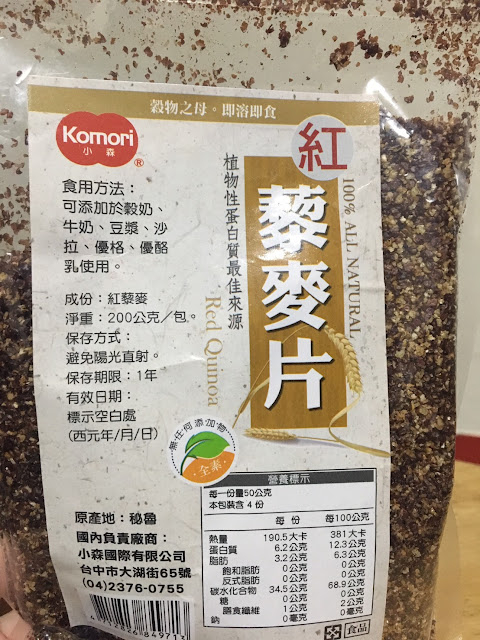 穀物之母。即溶即食
Komori
小森
®
紅
藜麥片
100% ALL NATURAL
植物性蛋白質最佳來源
Red Quinoa
食用方法：
可添加於穀奶、
牛奶、豆漿、沙
拉、優格、優酪
乳使用。
成份：紅藜麥
淨重：200公克／包。
保存方式：
避免陽光直射。
保存期限：1年
有效日期：
標示空白處
(西元年/月/日)
無任何添加物
全素
原產地：秘魯
國內負責廠商：
小森國際有限公司
台中市大湖街65號
(04)2376-0755
營養標示
每一份量50公克
本包裝含 4 份
每 份 每100公克
熱量 190.5大卡 381大卡
蛋白質 6.2公克 12.3公克
脂肪 3.2公克 6.3公克
飽和脂肪 0公克 0公克
反式脂肪 0公克 0公克
碳水化合物 34.5公克 68.9公克
糖 0公克 0公克
膳食纖維 1公克 2公克
鈉 0毫克 0毫克
食品